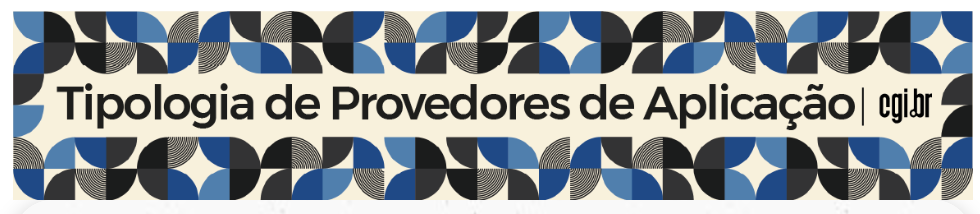 Tipologia de Provedores de Aplicação | cgi.br